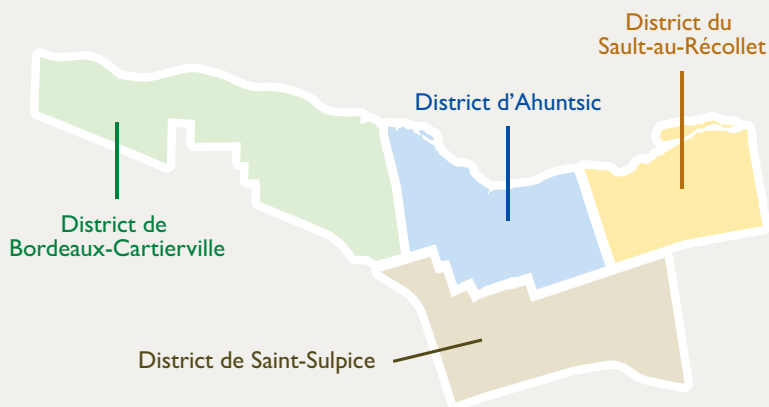 District du
Sault-au-Récollet
District d'Ahuntsic
District de
Bordeaux-Cartierville
District de Saint-Sulpice